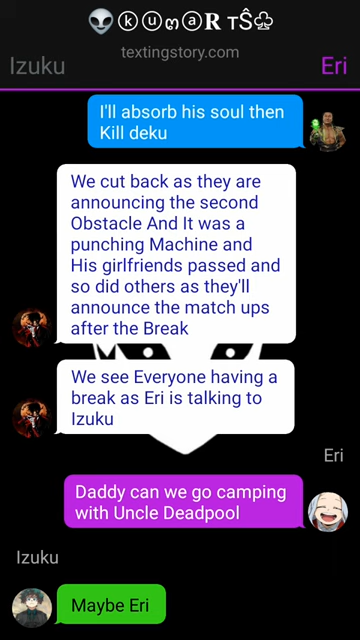 👽ⓚⓤოⓐ𝐑 тŜ♧
textingstory.com
Izuku
Eri
I'll absorb his soul then
Kill deku
We cut back as they are
announcing the second
Obstacle And It was a
punching Machine and
His girlfriends passed and
so did others as they'll
announce the match ups
after the Break
We see Everyone having a
break as Eri is talking to
Izuku
Eri
Daddy can we go camping
with Uncle Deadpool
Izuku
Maybe Eri